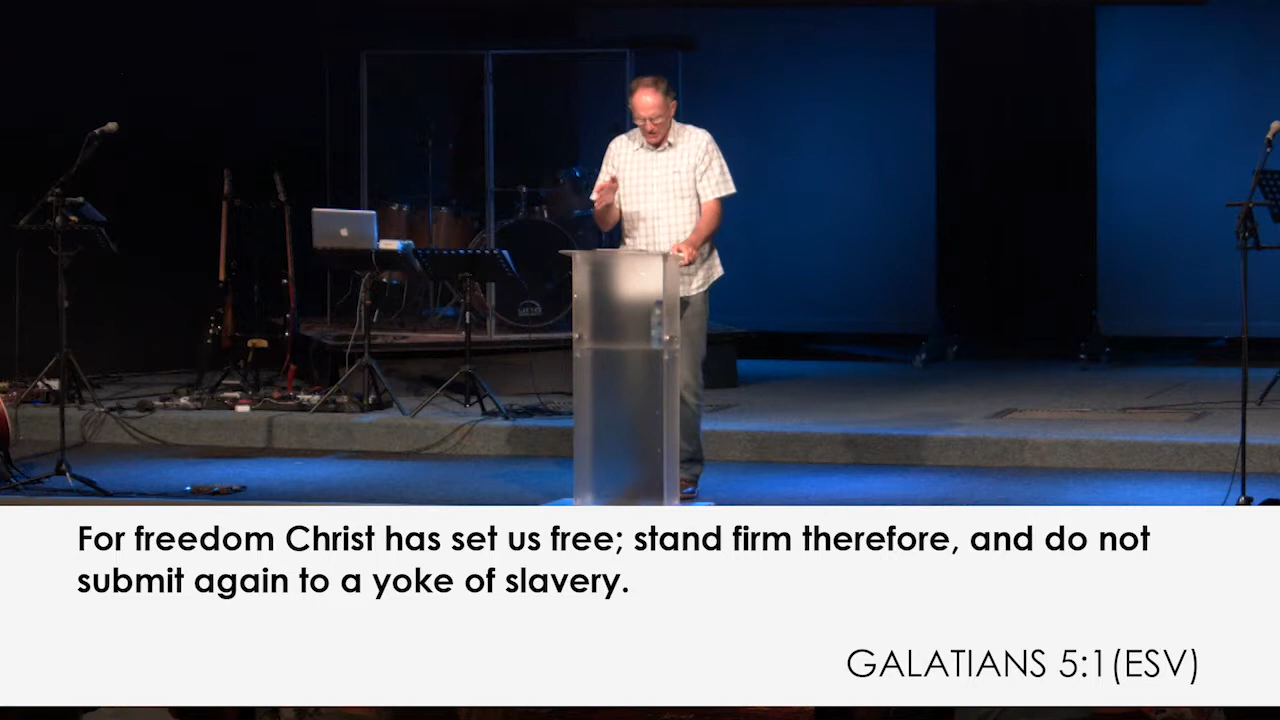 For freedom Christ has set us free; stand firm therefore, and do not
submit again to a yoke of slavery.
GALATIANS 5:1(ESV)